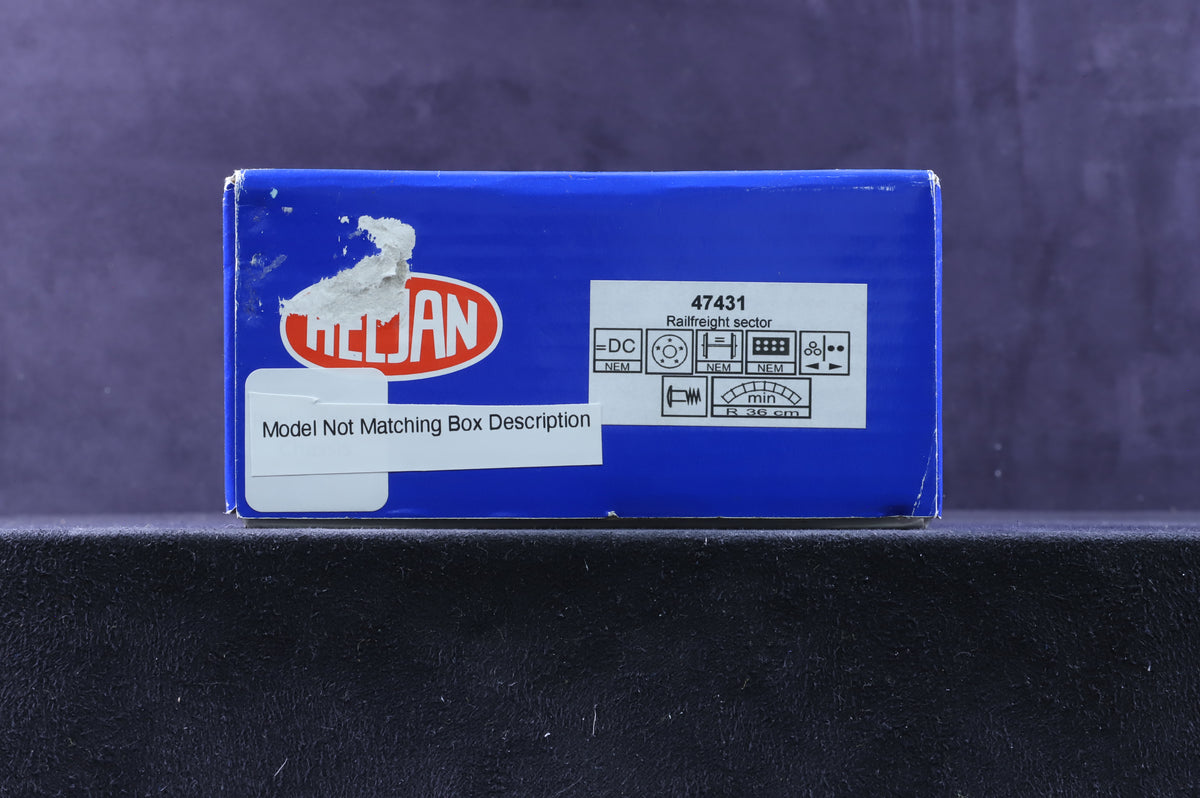 HELJAN
47431
Railfreight sector
=DC
NEM
NEM
NEM
min
R 36 cm
Model Not Matching Box Description